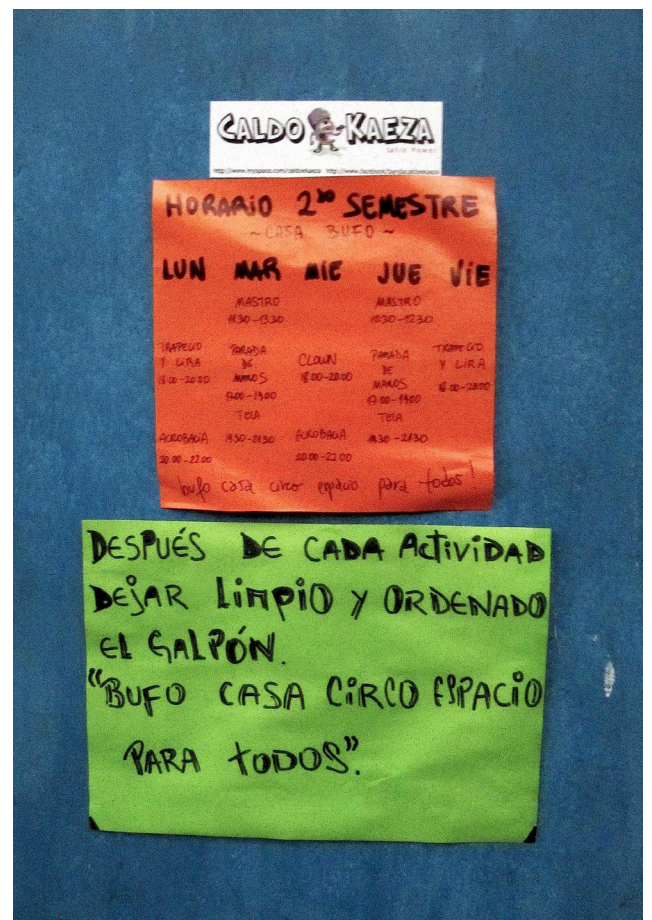 CALDO KAEZA
HORARIO 2do SEMESTRE
~ CASA BUFO ~
LUN MAR MIE JUE VIE
MASTRO MASTRO
11:30-13:30 10:30-12:30
TRAPECIO PARADA CLOWN PARADA TRAPECIO
Y LIRA DE 18:00-20:00 DE Y LIRA
18:00-20:00 MANOS MANOS 18:00-20:00
17:00-19:00 17:00-19:00
TELA TELA
ACROBACIA 19:30-21:30 ACROBACIA 19:30-21:30
20:00-22:00 20:00-22:00
bufo casa circo espacio para todos!
DESPUÉS DE CADA ACTIVIDAD
DEJAR LIMPIO Y ORDENADO
EL GALPÓN.
"BUFO CASA CIRCO ESPACIO
PARA TODOS".